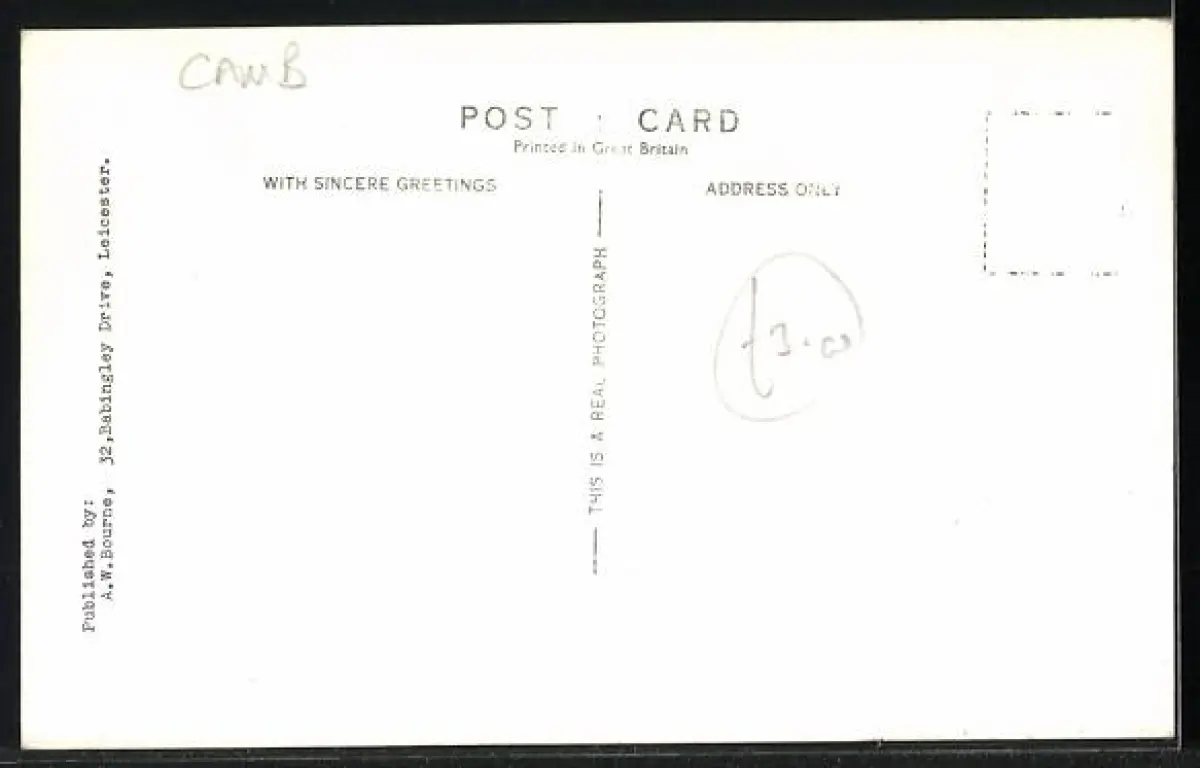 CAMB
POST CARD
Printed in Great Britain
WITH SINCERE GREETINGS
ADDRESS ONLY
THIS IS A REAL PHOTOGRAPH
£3.00
Published by:
A.W.Bourne, 32,Babingley Drive, Leicester.